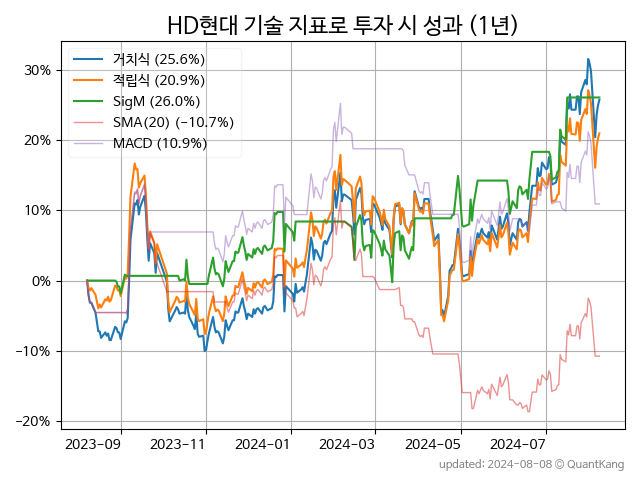 HD현대 기술 지표로 투자 시 성과 (1년)
거치식 (25.6%)
적립식 (20.9%)
SigM (26.0%)
SMA(20) (−10.7%)
MACD (10.9%)
30%
20%
10%
0%
−10%
−20%
2023-09
2023-11
2024-01
2024-03
2024-05
2024-07
updated: 2024-08-08 © QuantKang